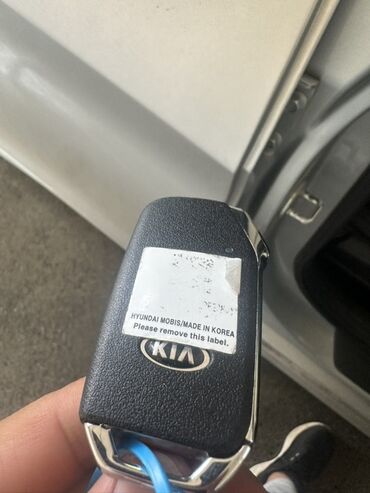 HYUNDAI MOBIS/MADE IN KOREA
Please remove this label.
KIA